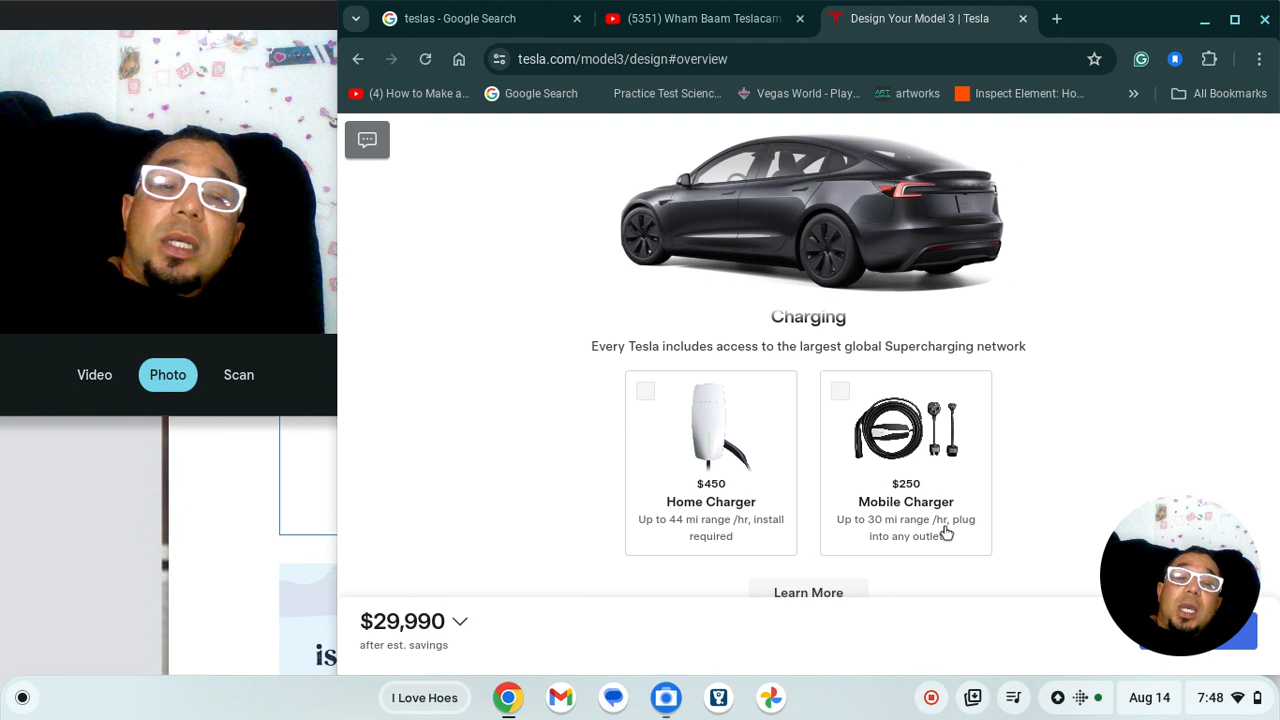 teslas - Google Search
(5351) Wham Baam Teslacam
Design Your Model 3 | Tesla
tesla.com/model3/design#overview
(4) How to Make a...
Google Search
Practice Test Scienc...
Vegas World - Play...
artworks
Inspect Element: Ho...
All Bookmarks
Charging
Every Tesla includes access to the largest global Supercharging network
$450
Home Charger
Up to 44 mi range /hr, install
required
$250
Mobile Charger
Up to 30 mi range /hr, plug
into any outlet
Learn More
$29,990
after est. savings
Video
Photo
Scan
is
I Love Hoes
Aug 14
7:48